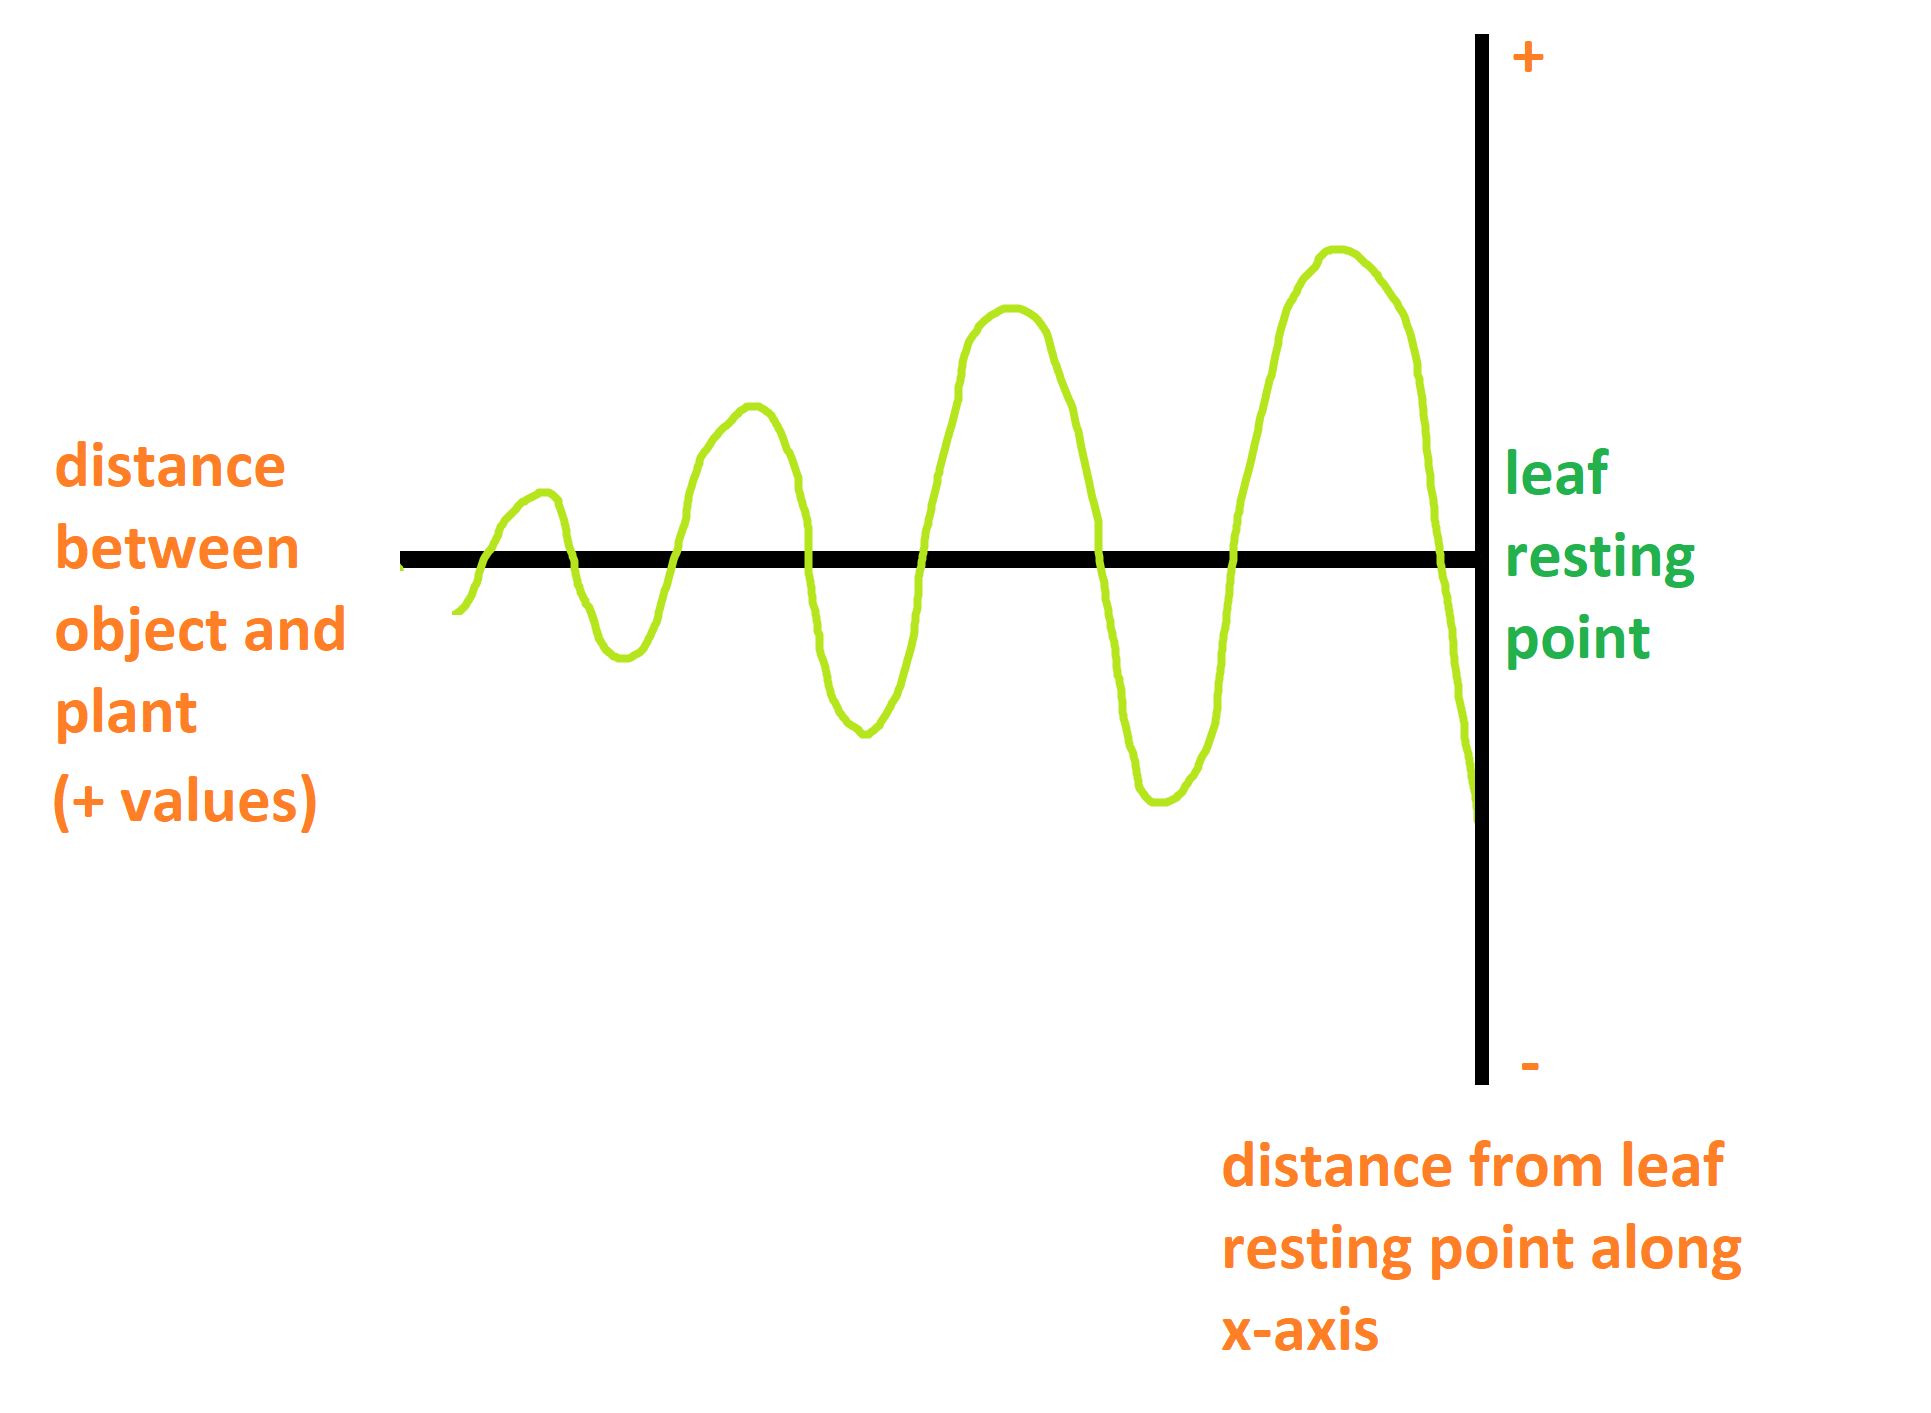 +
distance
between
object and
plant
(+ values)
leaf
resting
point
-
distance from leaf
resting point along
x-axis